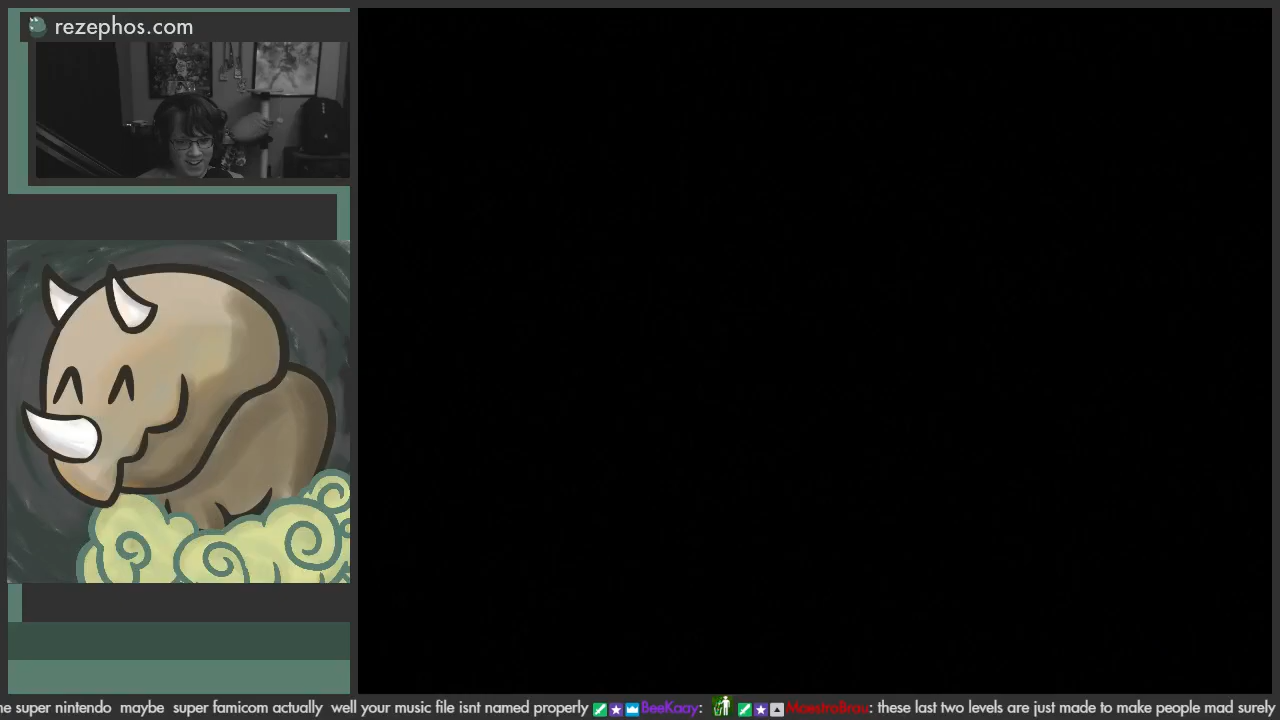 rezephos.com
he super nintendo maybe super famicom actually well your music file isnt named properly BeeKaay: MaestroBrau: these last two levels are just made to make people mad surely